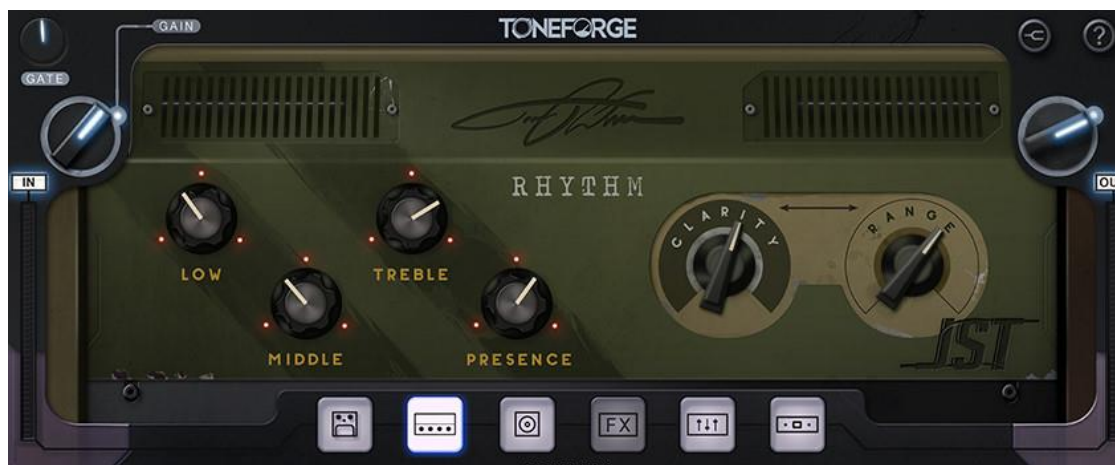 TONEFORGE
GAIN
?
GATE
IN
OU
RHYTHM
CLARITY
RANGE
LOW
TREBLE
MIDDLE
PRESENCE
JST
FX